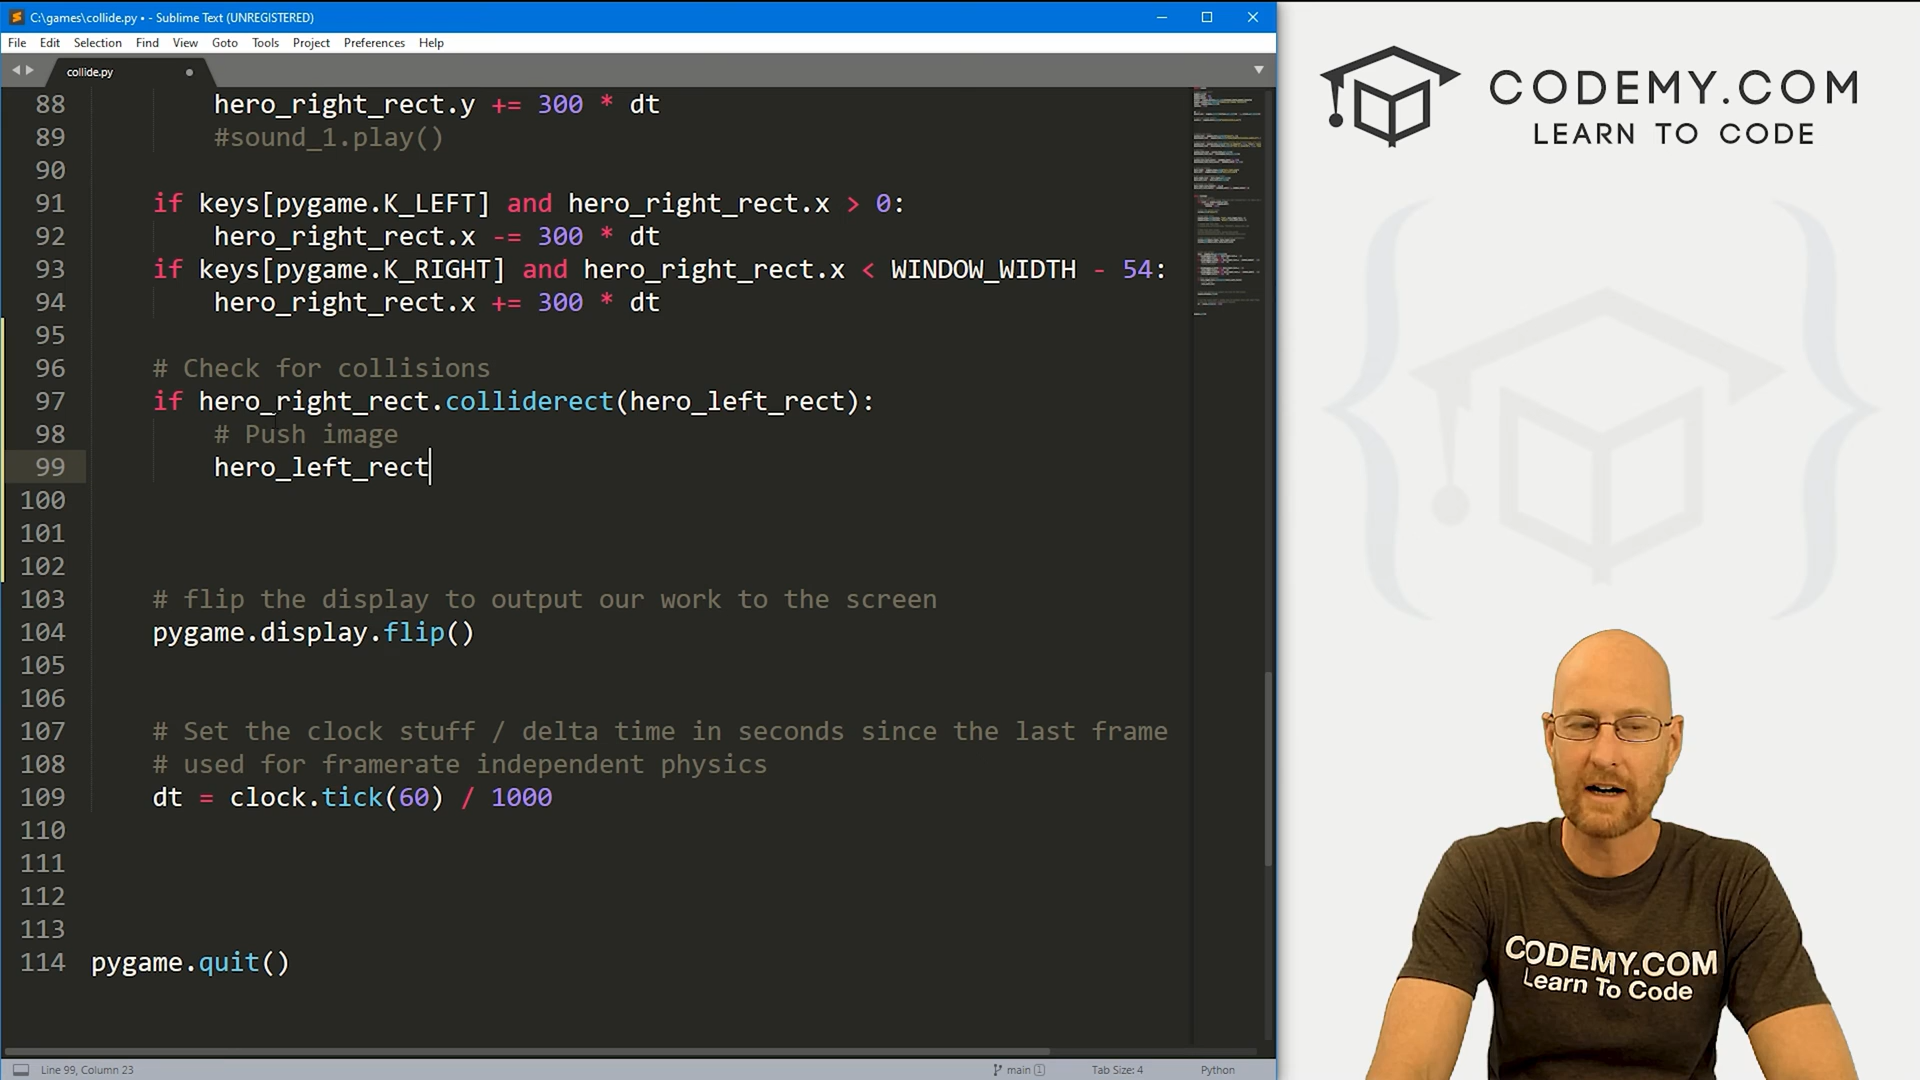 C:\games\collide.py • - Sublime Text (UNREGISTERED)
File Edit Selection Find View Goto Tools Project Preferences Help
collide.py
88 hero_right_rect.y += 300 * dt
89 #sound_1.play()
90
91 if keys[pygame.K_LEFT] and hero_right_rect.x > 0:
92 hero_right_rect.x -= 300 * dt
93 if keys[pygame.K_RIGHT] and hero_right_rect.x < WINDOW_WIDTH - 54:
94 hero_right_rect.x += 300 * dt
95
96 # Check for collisions
97 if hero_right_rect.colliderect(hero_left_rect):
98 # Push image
99 hero_left_rect
100
101
102
103 # flip the display to output our work to the screen
104 pygame.display.flip()
105
106
107 # Set the clock stuff / delta time in seconds since the last frame
108 # used for framerate independent physics
109 dt = clock.tick(60) / 1000
110
111
112
113
114 pygame.quit()
Line 99, Column 23
main 1
Tab Size: 4
Python
CODEMY.COM
LEARN TO CODE
CODEMY.COM
Learn To Code